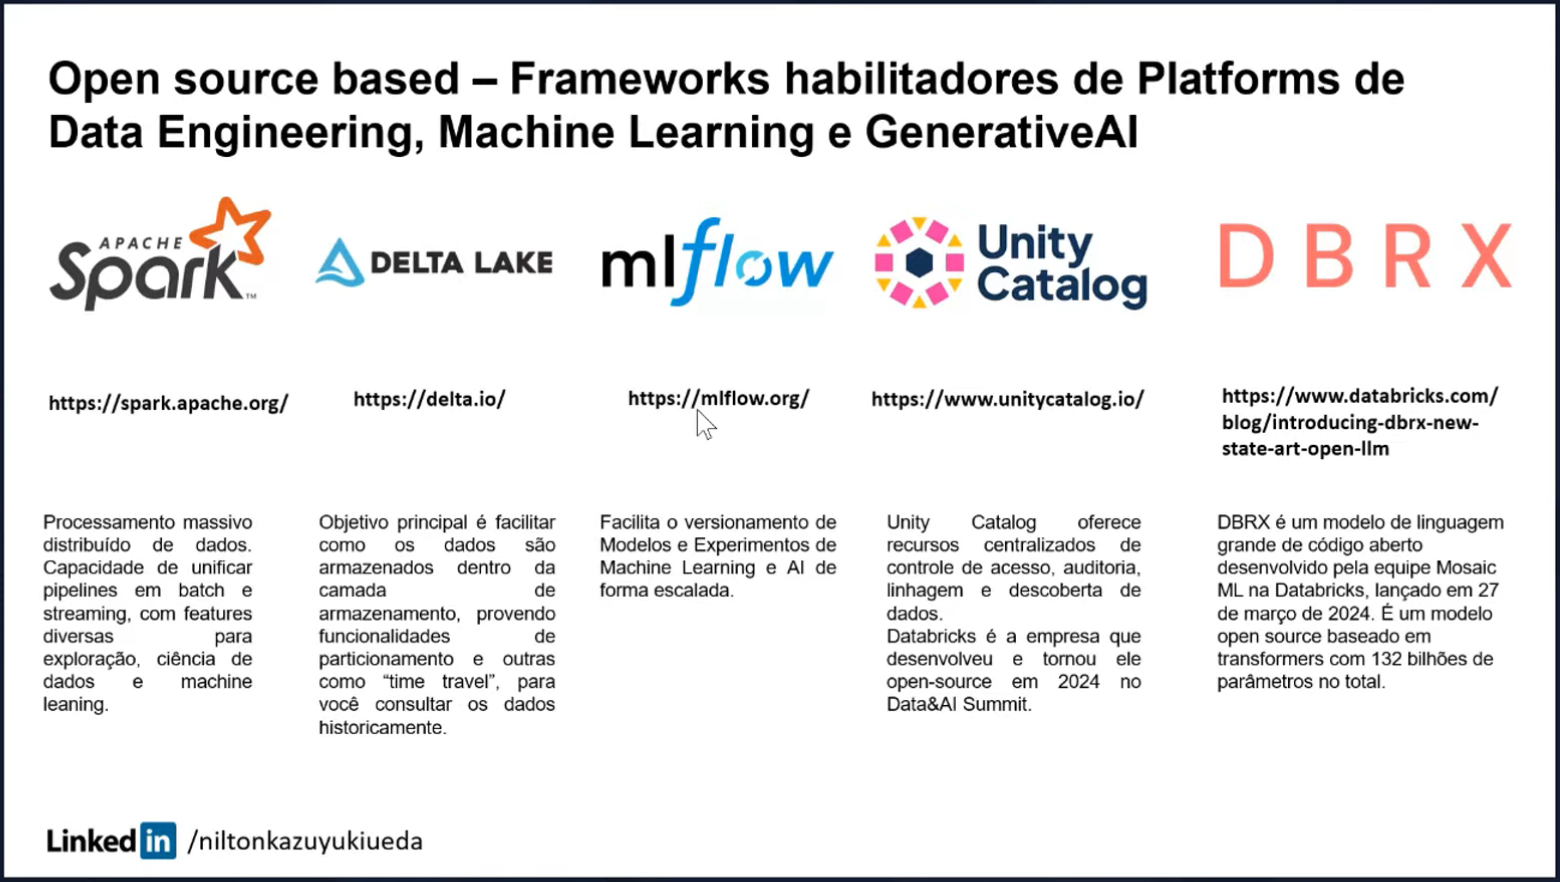 Open source based – Frameworks habilitadores de Platforms de
Data Engineering, Machine Learning e GenerativeAI
APACHE
Spark™
DELTA LAKE
mlflow
Unity
Catalog
DBRX
https://spark.apache.org/
https://delta.io/
https://mlflow.org/
https://www.unitycatalog.io/
https://www.databricks.com/
blog/introducing-dbrx-new-
state-art-open-llm
Processamento massivo
distribuído de dados.
Capacidade de unificar
pipelines em batch e
streaming, com features
diversas para
exploração, ciência de
dados e machine
leaning.
Objetivo principal é facilitar
como os dados são
armazenados dentro da
camada de
armazenamento, provendo
funcionalidades de
particionamento e outras
como “time travel”, para
você consultar os dados
historicamente.
Facilita o versionamento de
Modelos e Experimentos de
Machine Learning e AI de
forma escalada.
Unity Catalog oferece
recursos centralizados de
controle de acesso, auditoria,
linhagem e descoberta de
dados.
Databricks é a empresa que
desenvolveu e tornou ele
open-source em 2024 no
Data&AI Summit.
DBRX é um modelo de linguagem
grande de código aberto
desenvolvido pela equipe Mosaic
ML na Databricks, lançado em 27
de março de 2024. É um modelo
open source baseado em
transformers com 132 bilhões de
parâmetros no total.
Linked in /niltonkazuyukiueda